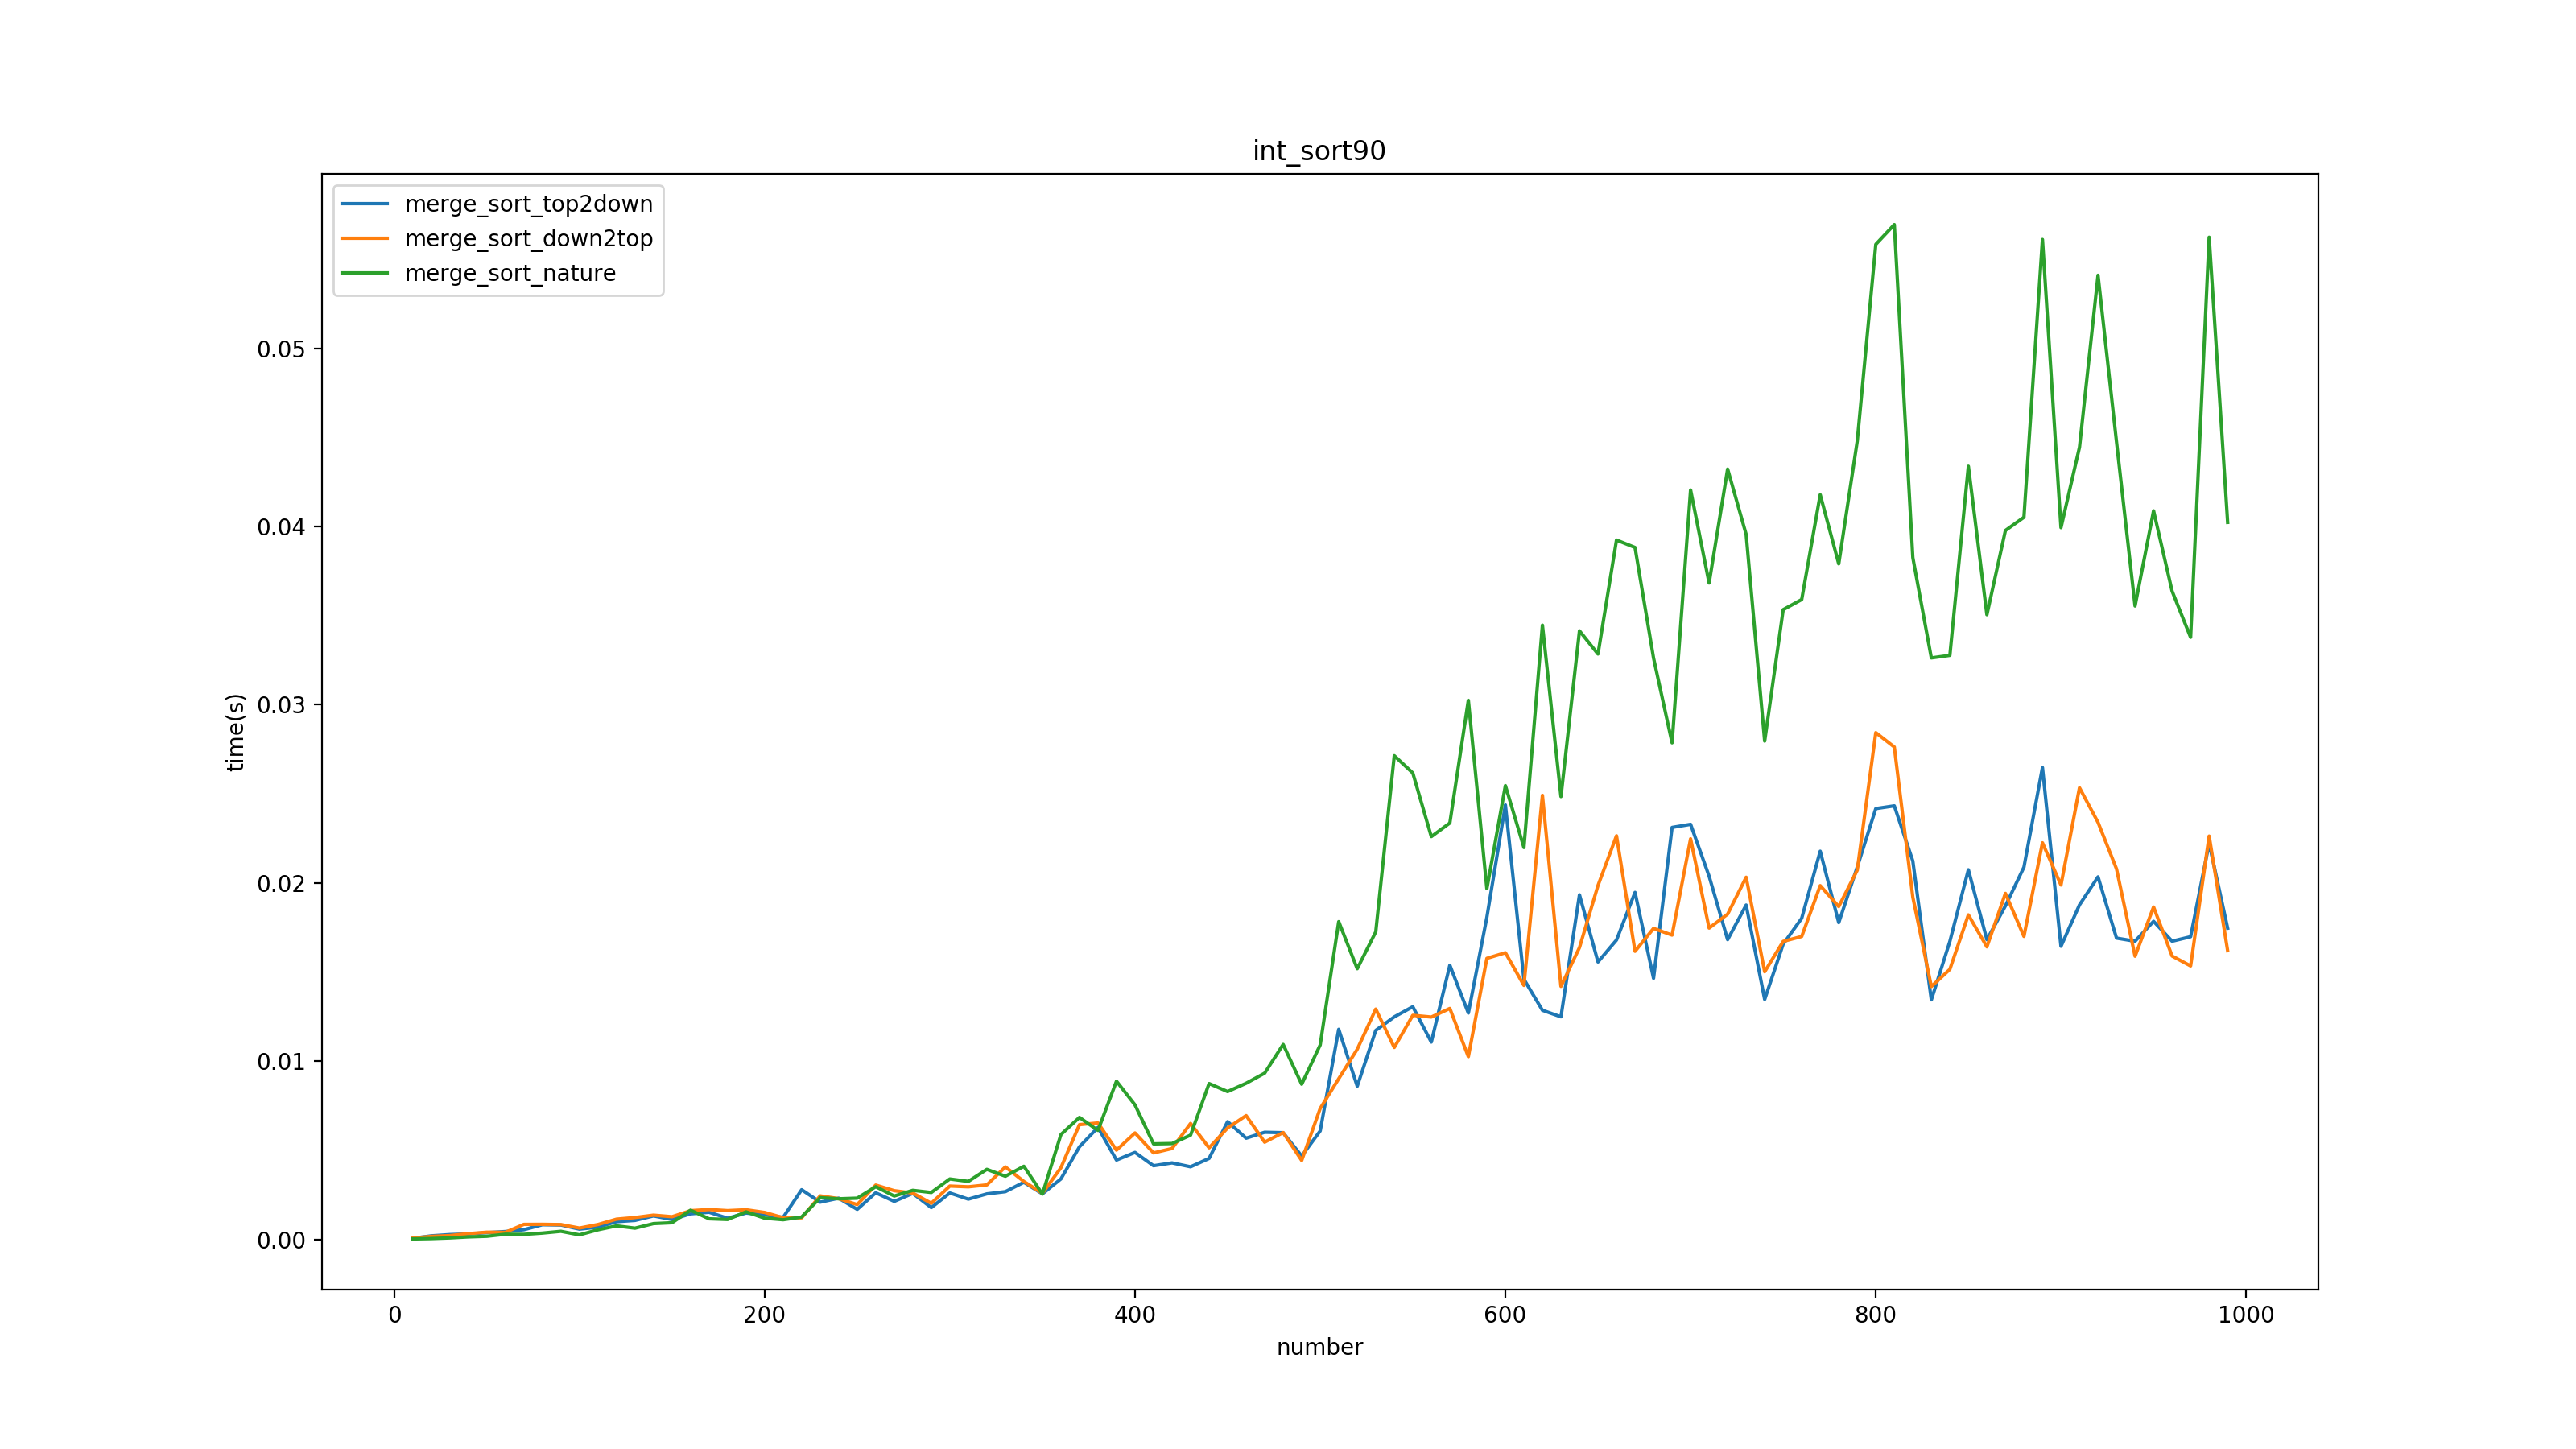 int_sort90
merge_sort_top2down
merge_sort_down2top
merge_sort_nature
0.05
0.04
0.03
0.02
0.01
0.00
time(s)
0 200 400 600 800 1000
number